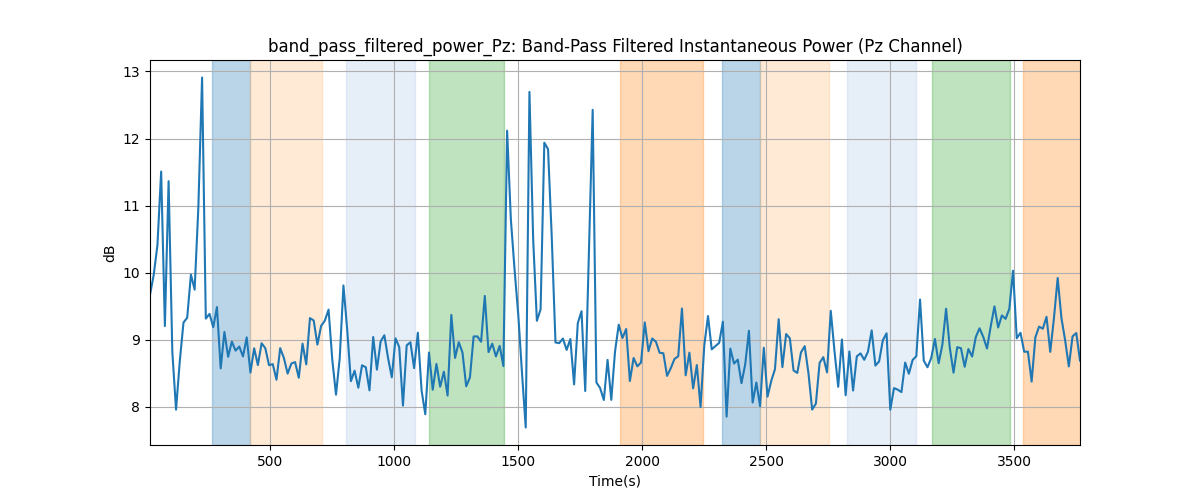 band_pass_filtered_power_Pz: Band-Pass Filtered Instantaneous Power (Pz Channel)
13
12
11
10
9
8
dB
500 1000 1500 2000 2500 3000 3500
Time(s)